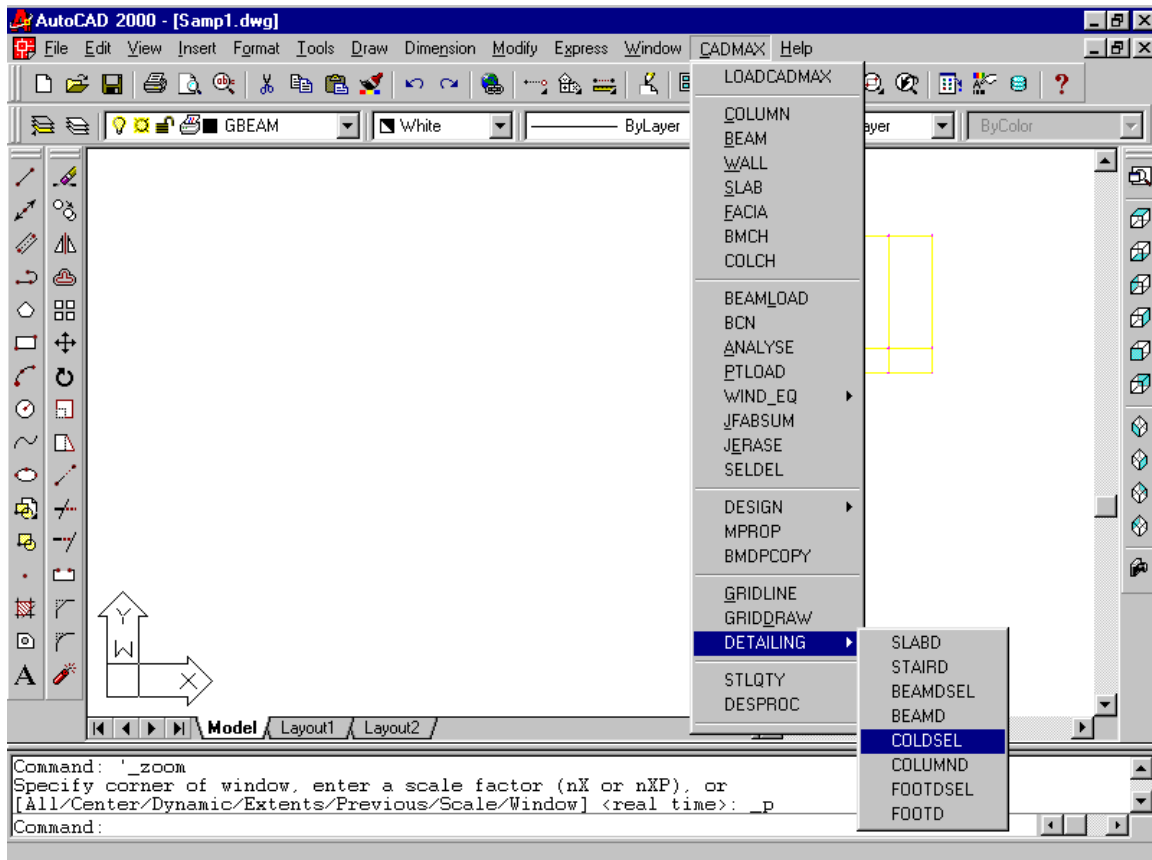 AutoCAD 2000 - [Samp1.dwg]
File Edit View Insert Format Tools Draw Dimension Modify Express Window CADMAX Help
GBEAM White ByLayer ayer ByColor
LOADCADMAX
COLUMN
BEAM
WALL
SLAB
FACIA
BMCH
COLCH
BEAMLOAD
BCN
ANALYSE
PTLOAD
WIND_EQ
JFABSUM
JERASE
SELDEL
DESIGN
MPROP
BMDPCOPY
GRIDLINE
GRIDDRAW
DETAILING
STLQTY
DESPROC
SLABD
STAIRD
BEAMDSEL
BEAMD
COLDSEL
COLUMND
FOOTDSEL
FOOTD
Y
W
X
A
Model Layout1 Layout2
Command: '_zoom
Specify corner of window, enter a scale factor (nX or nXP), or
[All/Center/Dynamic/Extents/Previous/Scale/Window] <real time>: _p
Command: